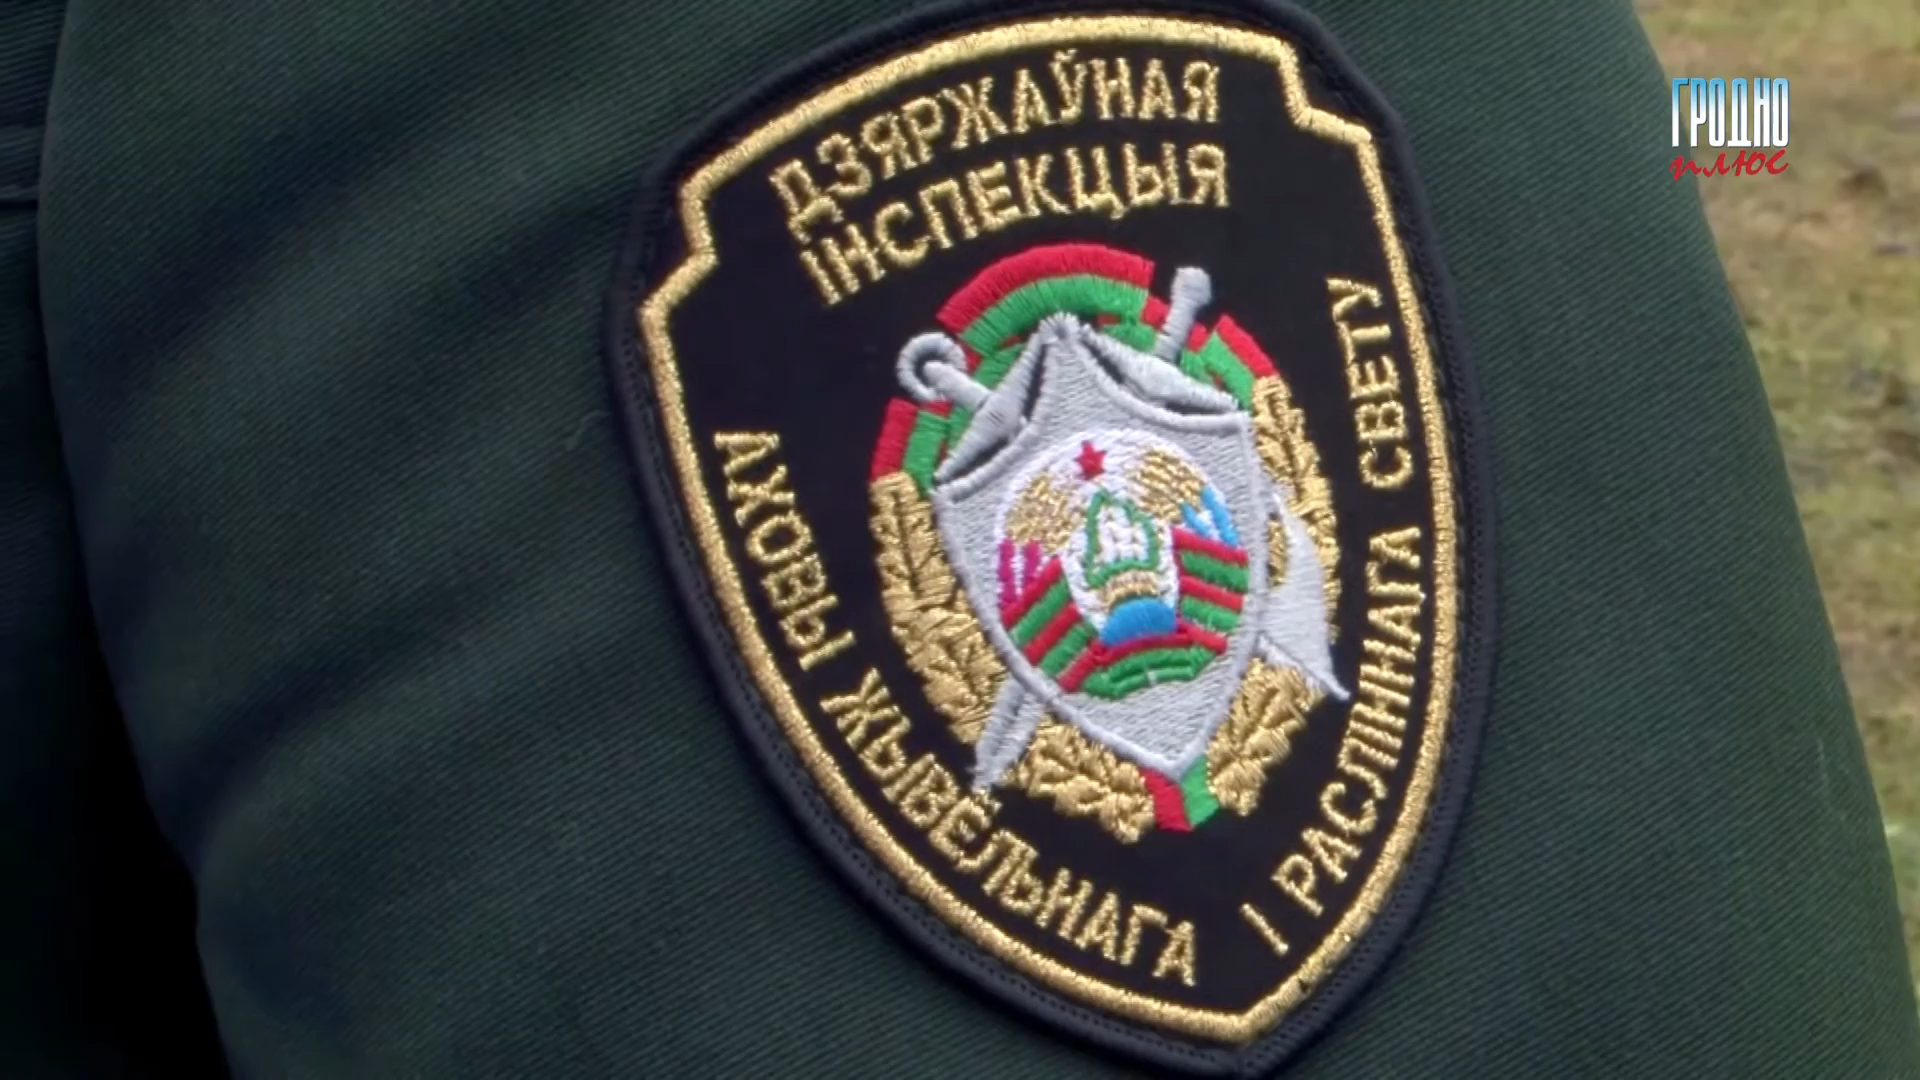 ДЗЯРЖАЎНАЯ
ІНСПЕКЦЫЯ
АХОВЫ ЖЫВЁЛЬНАГА
І РАСЛІННАГА СВЕТУ
ГРОДНО
плюс